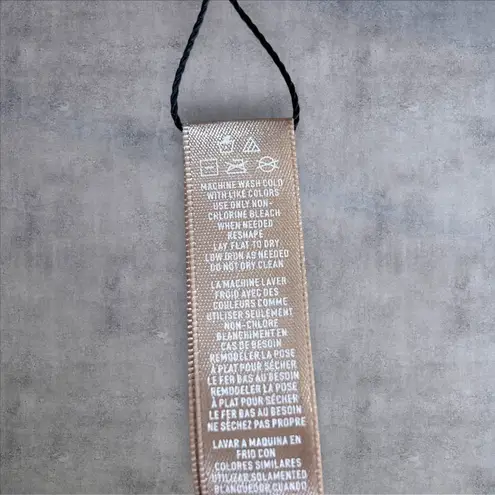 MACHINE WASH COLD
WITH LIKE COLORS
USE ONLY NON-
CHLORINE BLEACH
WHEN NEEDED
RESHAPE
LAY FLAT TO DRY
LOW IRON AS NEEDED
DO NOT DRY CLEAN
LA MACHINE LAVER
FROID AVEC DES
COULEURS COMME
UTILISER SEULEMENT
NON-CHLORE
BLANCHIMENT EN
CAS DE BESOIN
REMODELER LA POSE
À PLAT POUR SÉCHER
LE FER BAS AU BESOIN
REMODELER LA POSE
À PLAT POUR SÉCHER
LE FER BAS AU BESOIN
NE SÉCHEZ PAS PROPRE
LAVAR A MAQUINA EN
FRIO CON
COLORES SIMILARES
UTILIZAR SOLAMENTED
BLANQUEDOR CUANDO